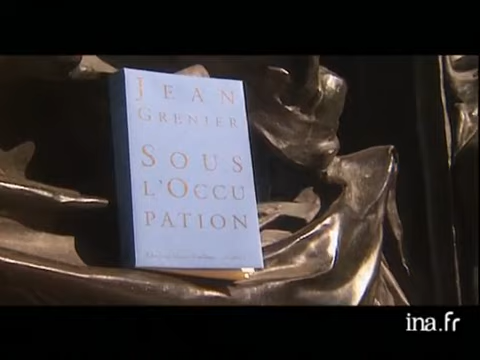 JEAN
GRENIER
SOUS
L'OCCU
PATION
ina.fr